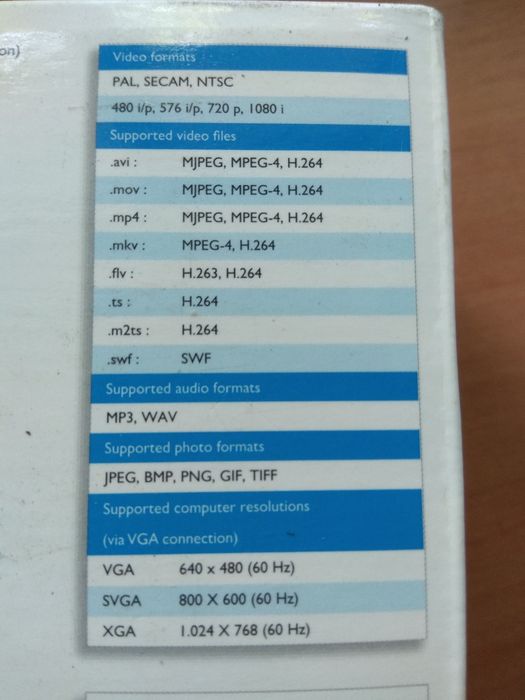 on)
Video formats
PAL, SECAM, NTSC
480 i/p, 576 i/p, 720 p, 1080 i
Supported video files
.avi : MJPEG, MPEG-4, H.264
.mov : MJPEG, MPEG-4, H.264
.mp4 : MJPEG, MPEG-4, H.264
.mkv : MPEG-4, H.264
.flv : H.263, H.264
.ts : H.264
.m2ts : H.264
.swf : SWF
Supported audio formats
MP3, WAV
Supported photo formats
JPEG, BMP, PNG, GIF, TIFF
Supported computer resolutions
(via VGA connection)
VGA 640 x 480 (60 Hz)
SVGA 800 X 600 (60 Hz)
XGA 1.024 X 768 (60 Hz)